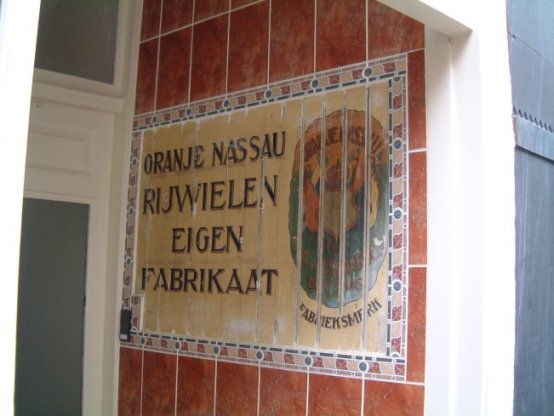 ORANJE NASSAU
RIJWIELEN
EIGEN
FABRIKAAT
FABRIEKSMERK